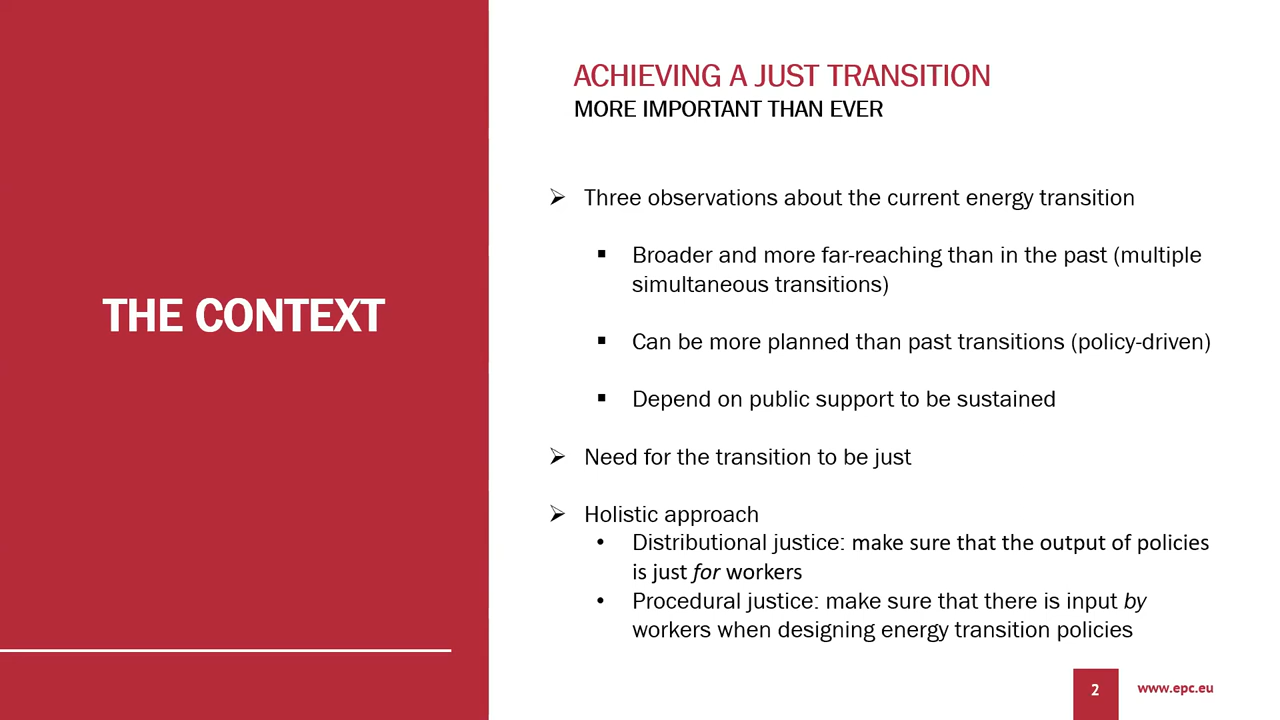 THE CONTEXT
ACHIEVING A JUST TRANSITION
MORE IMPORTANT THAN EVER
➢ Three observations about the current energy transition
▪ Broader and more far-reaching than in the past (multiple
simultaneous transitions)
▪ Can be more planned than past transitions (policy-driven)
▪ Depend on public support to be sustained
➢ Need for the transition to be just
➢ Holistic approach
• Distributional justice: make sure that the output of policies
is just for workers
• Procedural justice: make sure that there is input by
workers when designing energy transition policies
2
www.epc.eu